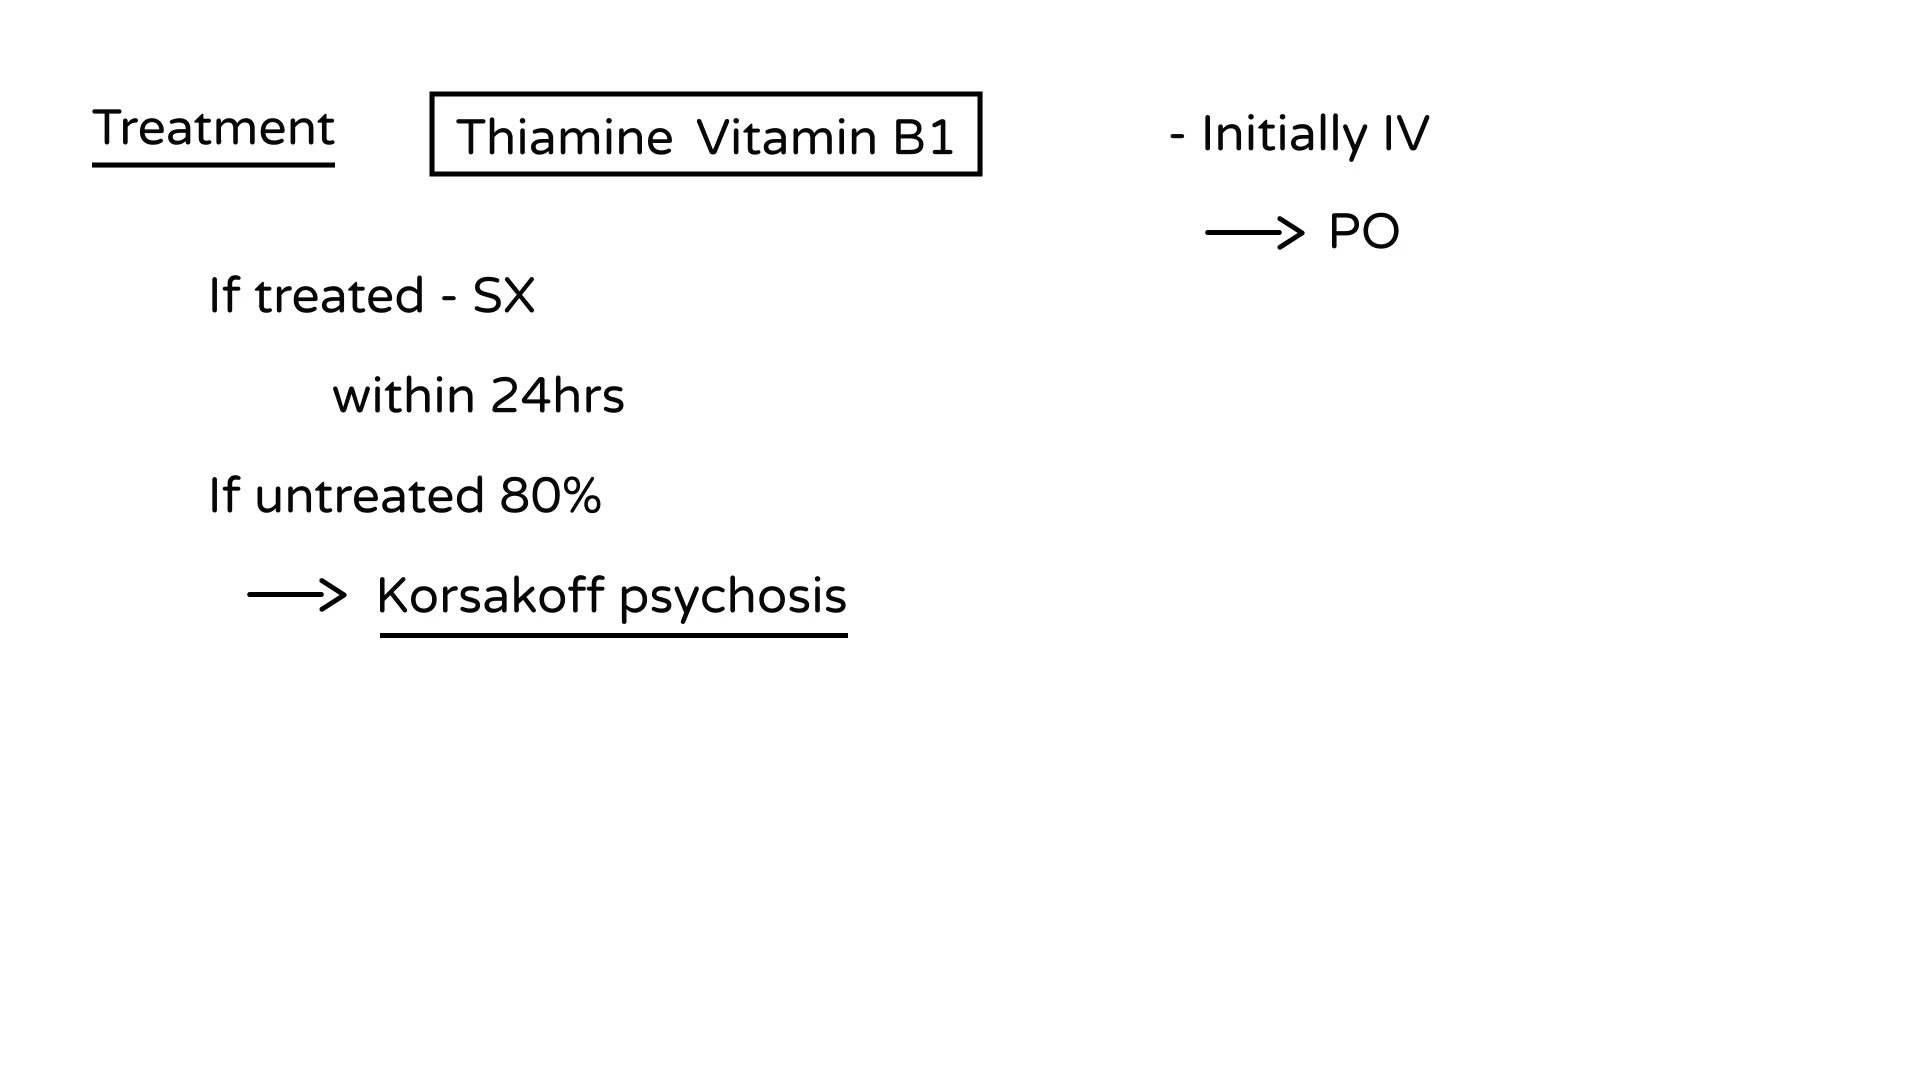 Treatment
Thiamine Vitamin B1
- Initially IV
→ PO
If treated - SX
within 24hrs
If untreated 80%
→ Korsakoff psychosis